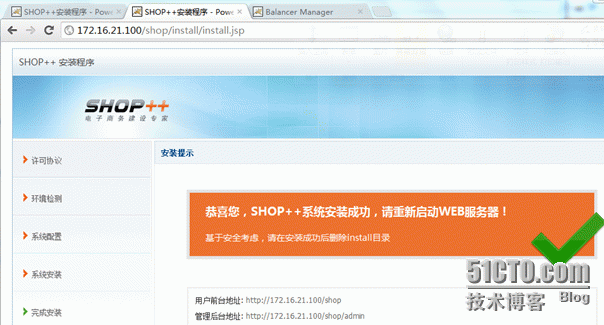 SHOP++安装程序 - Powe
SHOP++安装程序 - Powe
Balancer Manager
172.16.21.100/shop/install/install.jsp
SHOP++ 安装程序
SHOP++
电子商务建设专家
许可协议
环境检测
系统配置
系统安装
完成安装
安装提示
恭喜您，SHOP++系统安装成功，请重新启动WEB服务器！
基于安全考虑，请在安装成功后删除install目录
用户前台地址: http://172.16.21.100/shop
管理后台地址: http://172.16.21.100/shop/admin
51CTO.com
技术博客 Blog